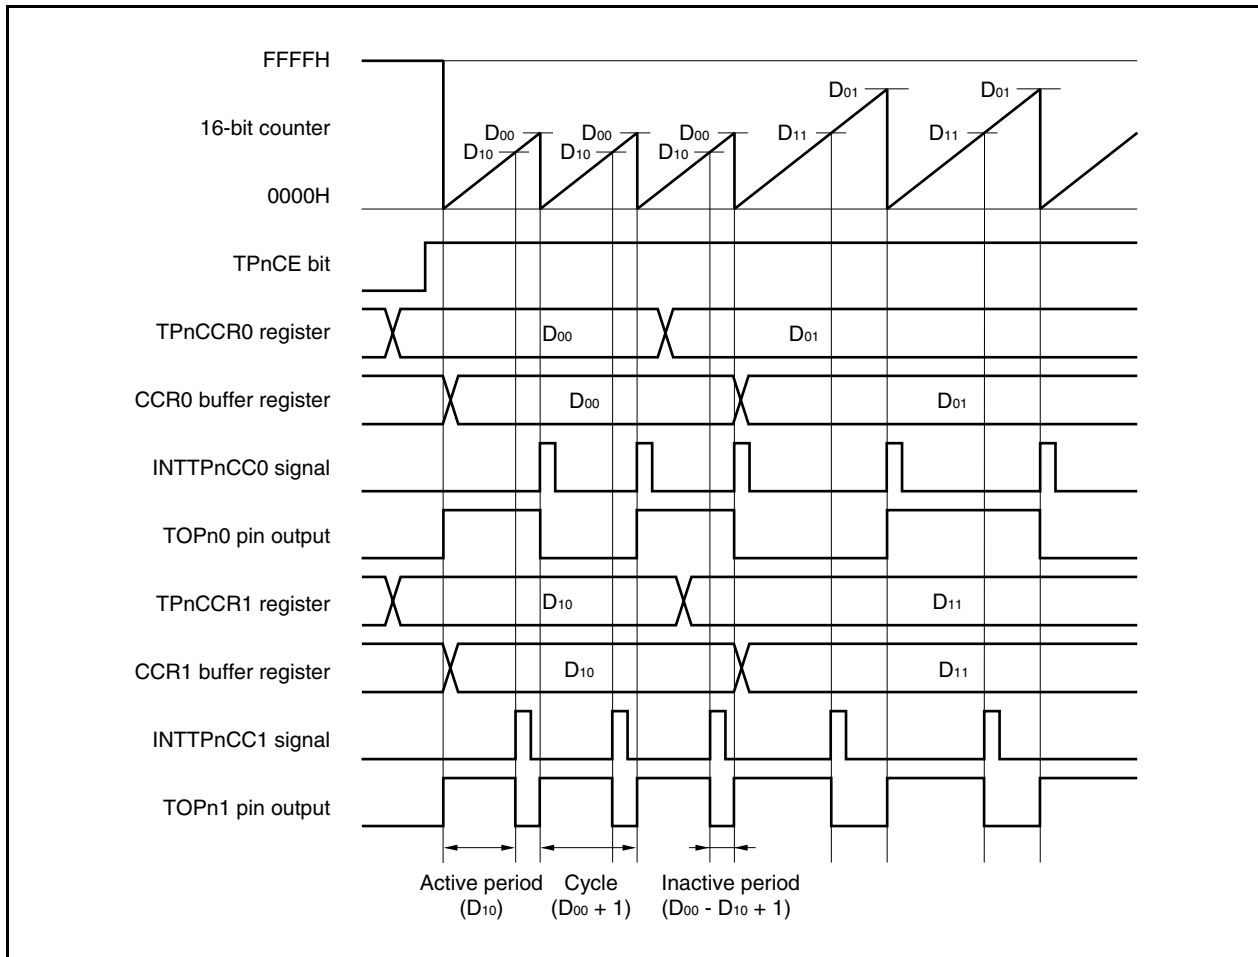 FFFFH
D01 D01
16-bit counter
D00 D00 D00 D11 D11
D10 D10 D10
0000H
TPnCE bit
TPnCCR0 register D00 D01
CCR0 buffer register D00 D01
INTTPnCC0 signal
TOPn0 pin output
TPnCCR1 register D10 D11
CCR1 buffer register D10 D11
INTTPnCC1 signal
TOPn1 pin output
Active period Cycle Inactive period
(D10) (D00 + 1) (D00 - D10 + 1)